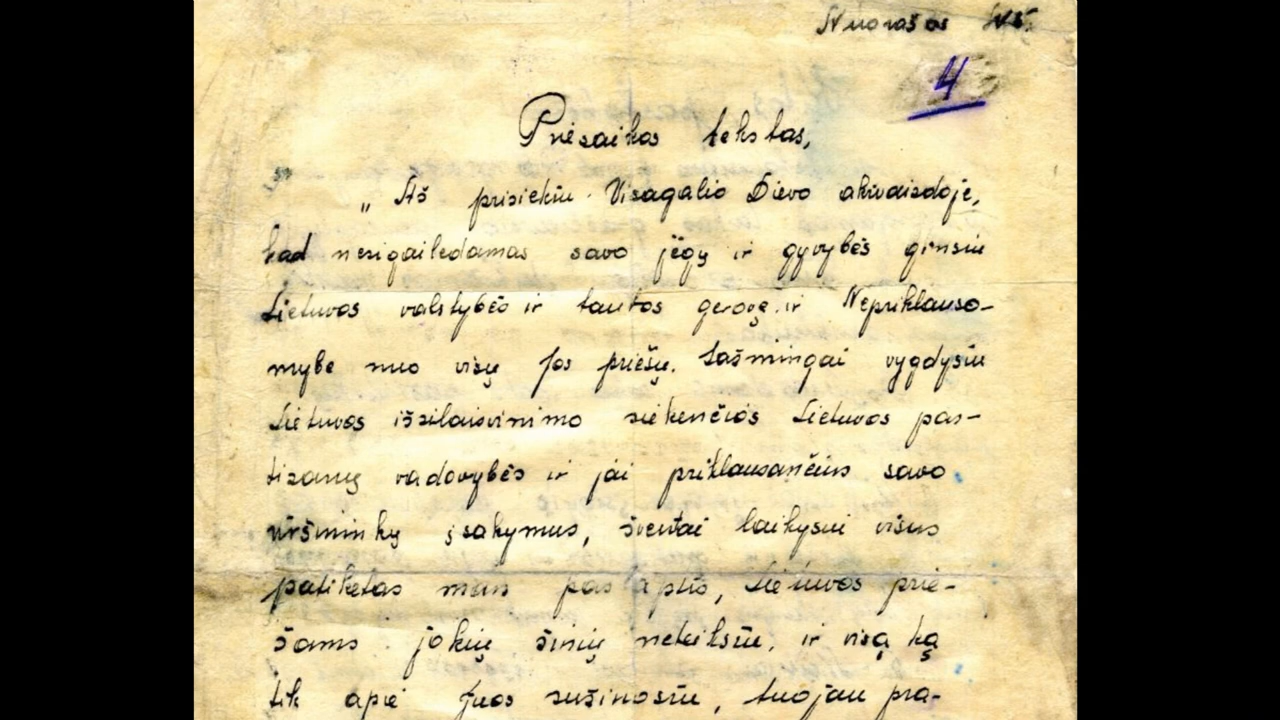 Nuorašas
4
Priesaikos tekstas,
„Aš prisiekiu Visagalio Dievo akivaizdoje,
kad nesigailėdamas savo jėgų ir gyvybės ginsiu
Lietuvos valstybės ir tautos gerovę ir Nepriklauso-
mybę nuo visų Jos priešų. Sąšmingai vygdysiu
Lietuvos išsilaisvinimo siekenčios Lietuvos par-
tizanų vadovybės ir jai priklausančius savo
viršininkų įsakymus, šventai laikysiu visus
patikėtas man paslaptis, Lietuvos prie-
šams jokių žinių neteiksiu, ir visą ką
tik apie Juos sužinosiu, tuojau pra-